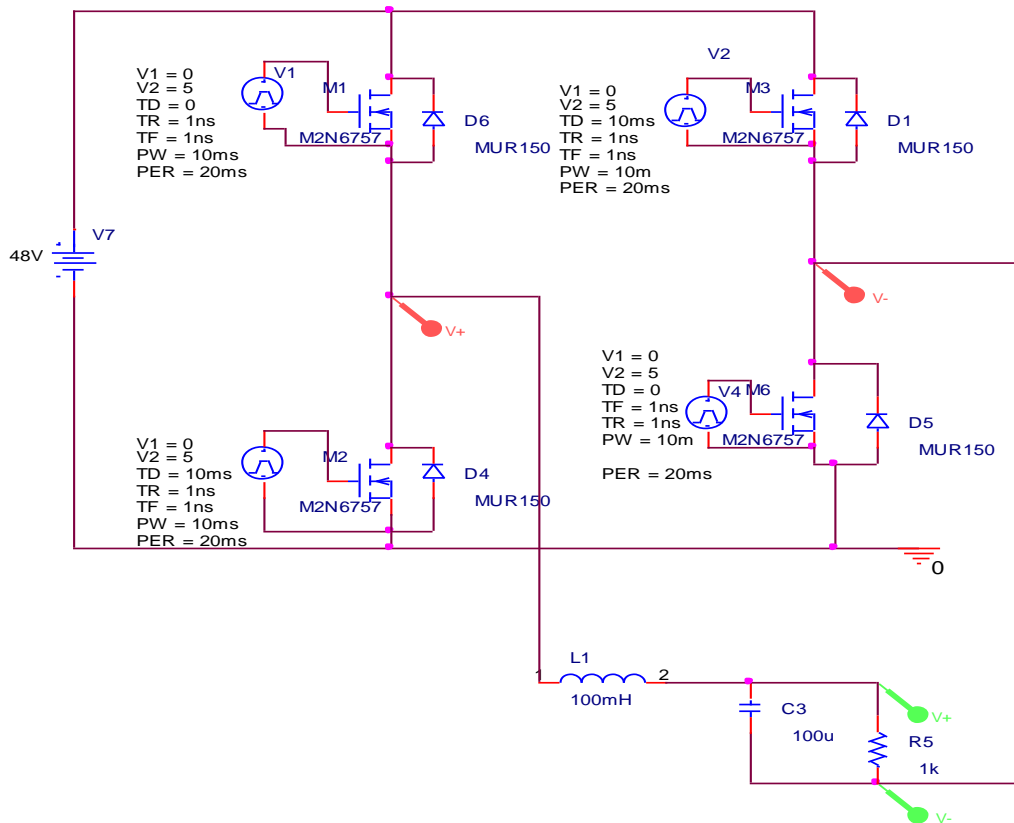 V1 = 0
V2 = 5
TD = 0
TR = 1ns
TF = 1ns
PW = 10ms
PER = 20ms
V1
M1
M2N6757
D6
MUR150
V2
V1 = 0
V2 = 5
TD = 10ms
TR = 1ns
TF = 1ns
PW = 10m
PER = 20ms
M3
M2N6757
D1
MUR150
V7
48V
V+
V-
V1 = 0
V2 = 5
TD = 10ms
TR = 1ns
TF = 1ns
PW = 10ms
PER = 20ms
M2
M2N6757
D4
MUR150
V1 = 0
V2 = 5
TD = 0
TF = 1ns
TR = 1ns
PW = 10m
PER = 20ms
V4
M6
M2N6757
D5
MUR150
0
L1
1
2
100mH
C3
100u
V+
R5
1k
V-